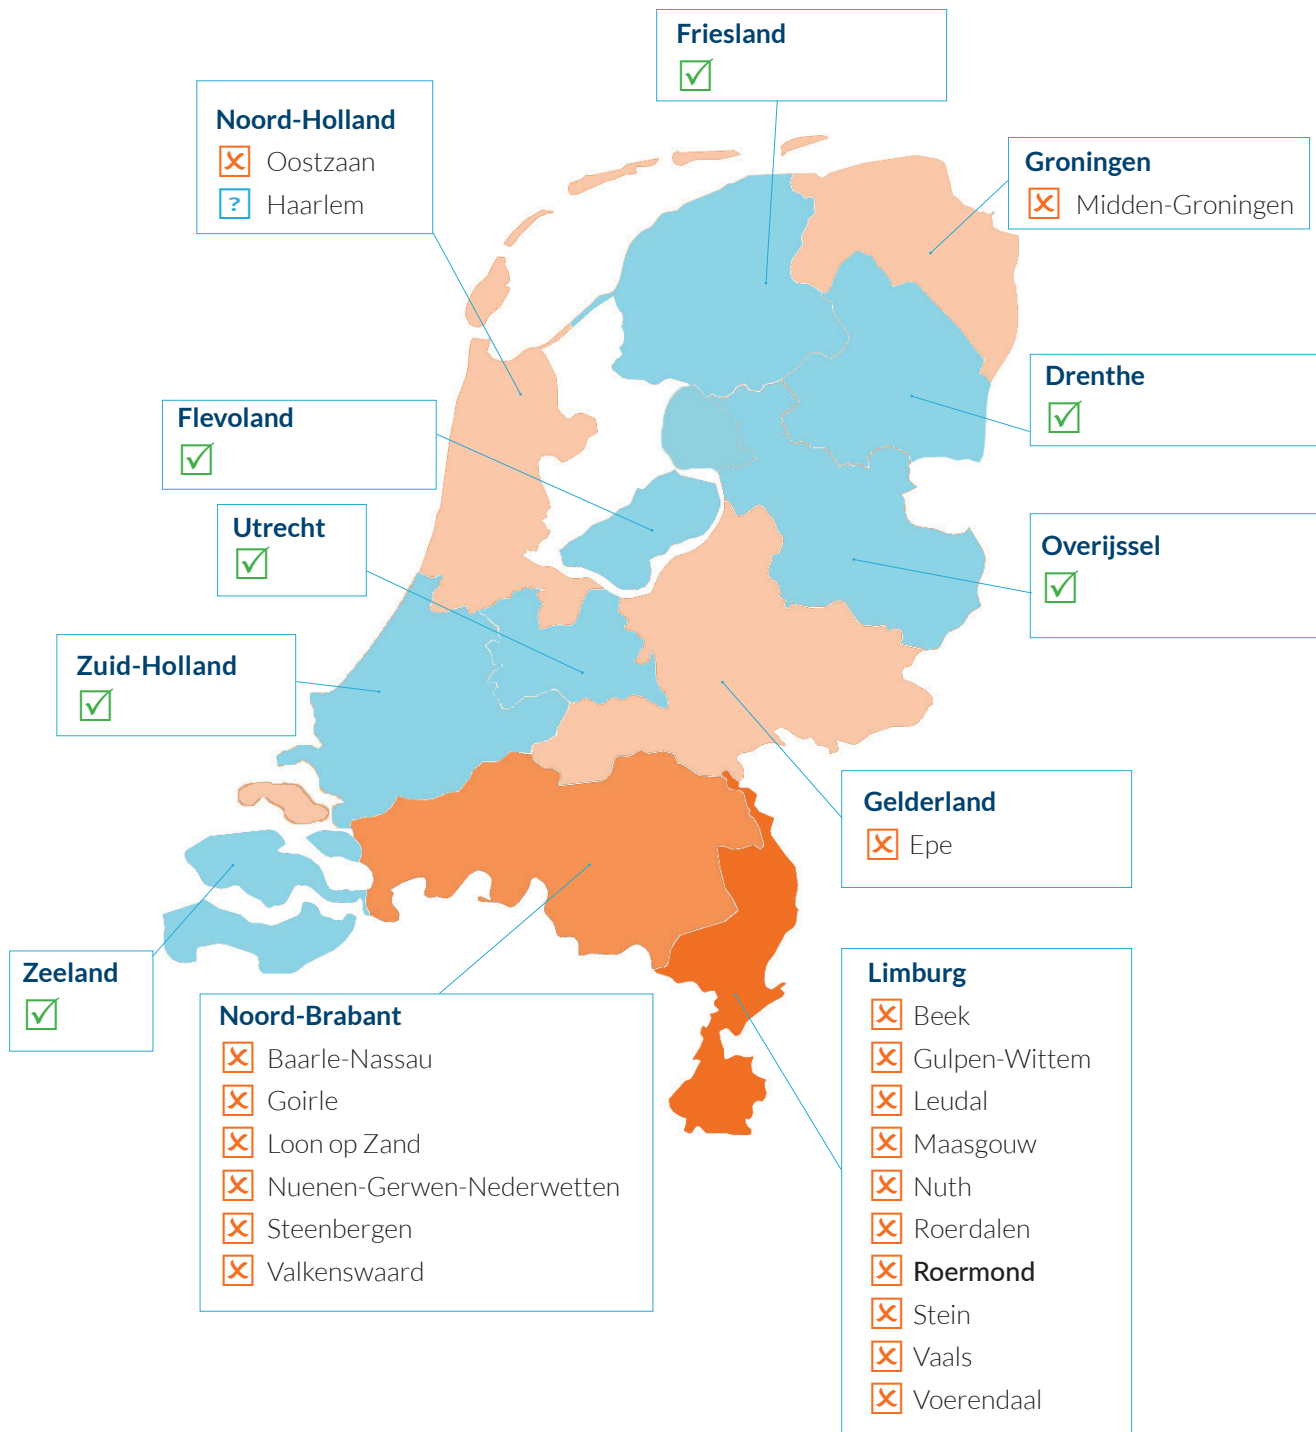 Friesland
Noord-Holland
Oostzaan
? Haarlem
Groningen
Midden-Groningen
Drenthe
Flevoland
Utrecht
Overijssel
Zuid-Holland
Gelderland
Epe
Zeeland
Noord-Brabant
Baarle-Nassau
Goirle
Loon op Zand
Nuenen-Gerwen-Nederwetten
Steenbergen
Valkenswaard
Limburg
Beek
Gulpen-Wittem
Leudal
Maasgouw
Nuth
Roerdalen
Roermond
Stein
Vaals
Voerendaal